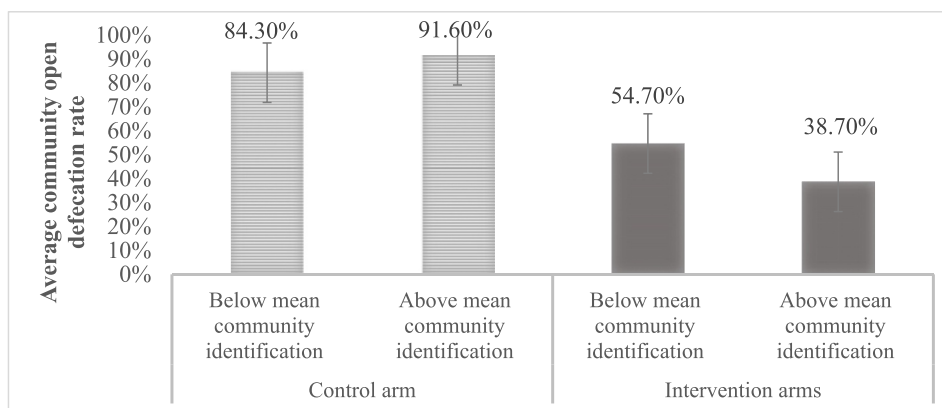 Average community open
defecation rate
100%
90%
80%
70%
60%
50%
40%
30%
20%
10%
0%
84.30%
91.60%
54.70%
38.70%
Below mean
community
identification
Above mean
community
identification
Below mean
community
identification
Above mean
community
identification
Control arm
Intervention arms